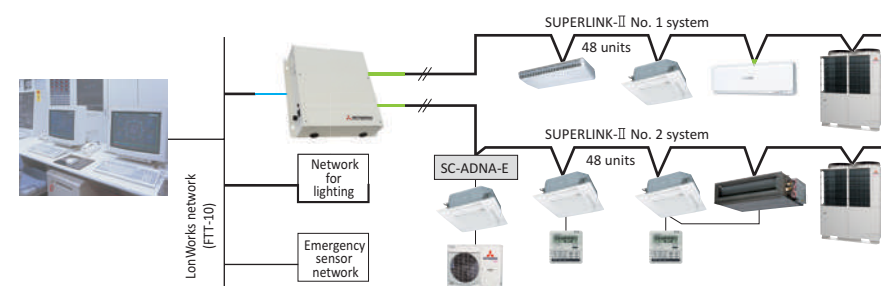 SUPERLINK-Ⅱ No. 1 system
48 units
SUPERLINK-Ⅱ No. 2 system
48 units
SC-ADNA-E
Network
for
lighting
Emergency
sensor
network
LonWorks network
(FTT-10)